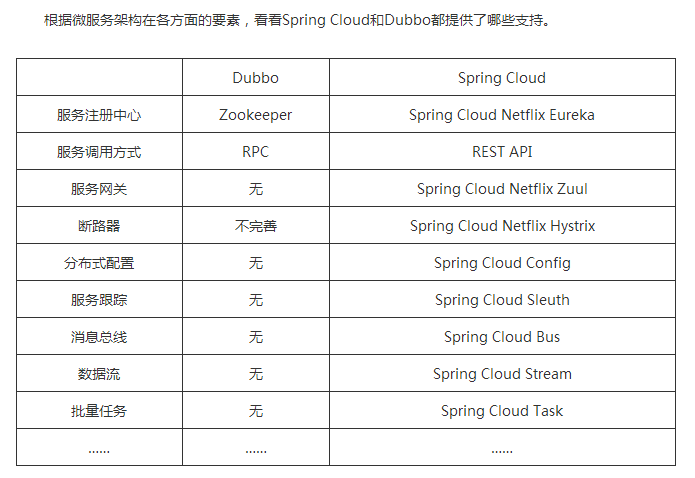 根据微服务架构在各方面的要素，看看Spring Cloud和Dubbo都提供了哪些支持。
Dubbo Spring Cloud
服务注册中心 Zookeeper Spring Cloud Netflix Eureka
服务调用方式 RPC REST API
服务网关 无 Spring Cloud Netflix Zuul
断路器 不完善 Spring Cloud Netflix Hystrix
分布式配置 无 Spring Cloud Config
服务跟踪 无 Spring Cloud Sleuth
消息总线 无 Spring Cloud Bus
数据流 无 Spring Cloud Stream
批量任务 无 Spring Cloud Task
…… …… ……